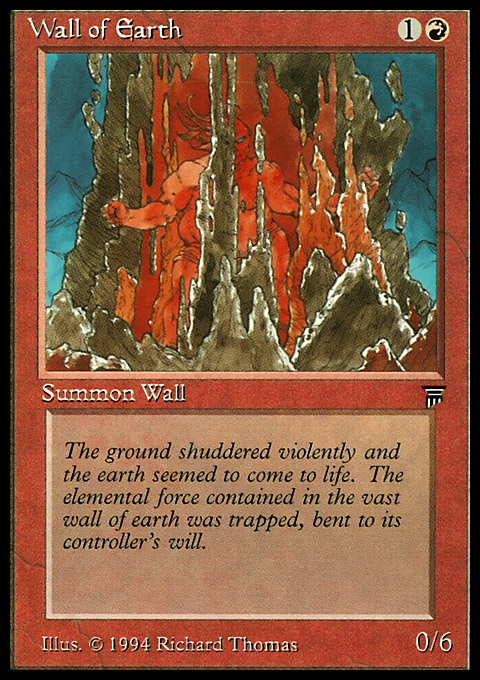 Wall of Earth 1
Summon Wall
The ground shuddered violently and
the earth seemed to come to life. The
elemental force contained in the vast
wall of earth was trapped, bent to its
controller's will.
Illus. © 1994 Richard Thomas 0/6